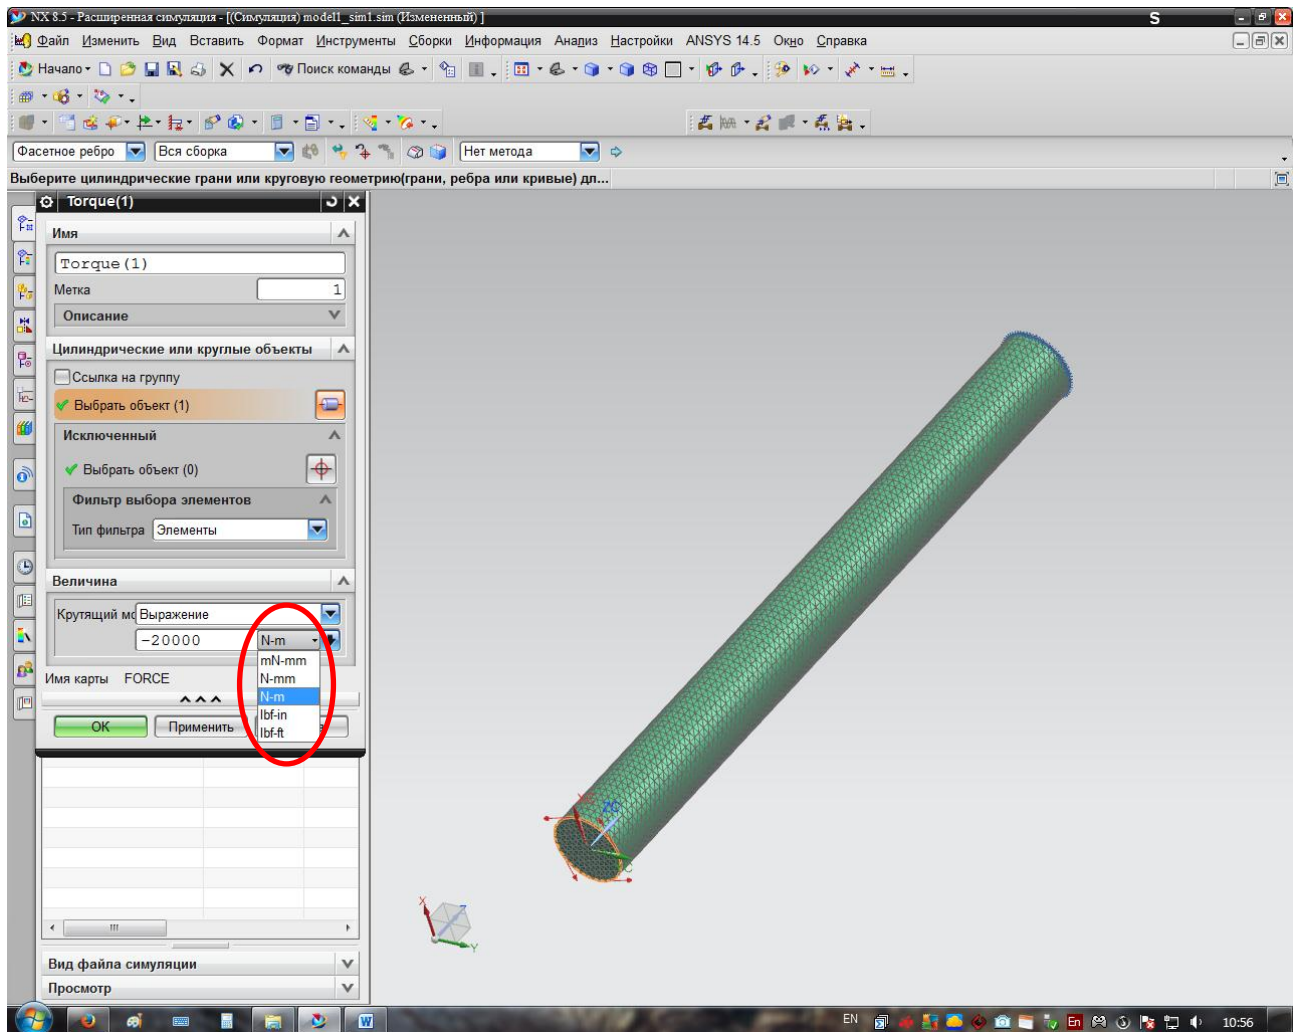 NX 8.5 - Расширенная симуляция - [(Симуляция) model1_sim1.sim (Измененный) ]
S
Файл Изменить Вид Вставить Формат Инструменты Сборки Информация Анализ Настройки ANSYS 14.5 Окно Справка
Начало Поиск команды
Фасетное ребро Вся сборка Нет метода
Выберите цилиндрические грани или круговую геометрию(грани, ребра или кривые) дл...
Torque(1)
Имя
Torque(1)
Метка 1
Описание
Цилиндрические или круглые объекты
Ссылка на группу
Выбрать объект (1)
Исключенный
Выбрать объект (0)
Фильтр выбора элементов
Тип фильтра Элементы
Величина
Крутящий мо Выражение
-20000 N-m
mN-mm
N-mm
Имя карты FORCE
N-m
lbf-in
lbf-ft
OK Применить
XC
ZC
X
Z
Y
Вид файла симуляции
Просмотр
EN
En
10:56